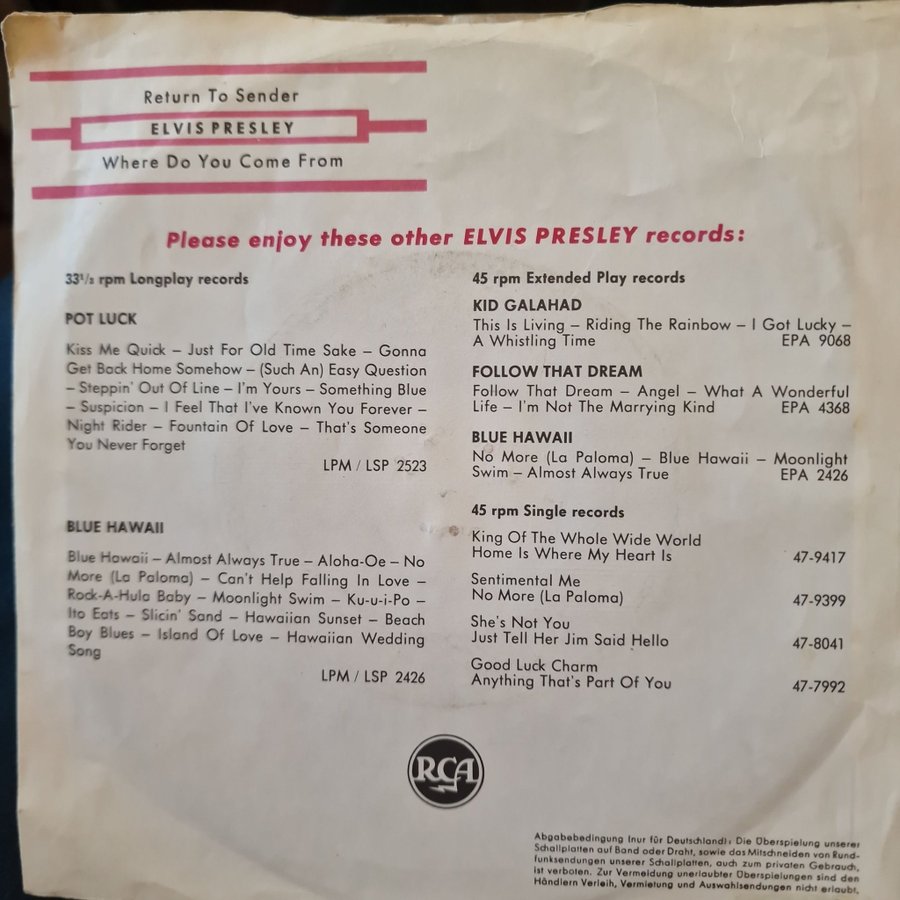 Return To Sender
ELVIS PRESLEY
Where Do You Come From
Please enjoy these other ELVIS PRESLEY records:
33¹/₃ rpm Longplay records
POT LUCK
Kiss Me Quick – Just For Old Time Sake – Gonna
Get Back Home Somehow – (Such An) Easy Question
– Steppin' Out Of Line – I'm Yours – Something Blue
– Suspicion – I Feel That I've Known You Forever –
Night Rider – Fountain Of Love – That's Someone
You Never Forget
LPM / LSP 2523
BLUE HAWAII
Blue Hawaii – Almost Always True – Aloha-Oe – No
More (La Paloma) – Can't Help Falling In Love –
Rock-A-Hula Baby – Moonlight Swim – Ku-u-i-Po –
Ito Eats – Slicin' Sand – Hawaiian Sunset – Beach
Boy Blues – Island Of Love – Hawaiian Wedding
Song
LPM / LSP 2426
45 rpm Extended Play records
KID GALAHAD
This Is Living – Riding The Rainbow – I Got Lucky –
A Whistling Time EPA 9068
FOLLOW THAT DREAM
Follow That Dream – Angel – What A Wonderful
Life – I'm Not The Marrying Kind EPA 4368
BLUE HAWAII
No More (La Paloma) – Blue Hawaii – Moonlight
Swim – Almost Always True EPA 2426
45 rpm Single records
King Of The Whole Wide World
Home Is Where My Heart Is 47-9417
Sentimental Me
No More (La Paloma) 47-9399
She's Not You
Just Tell Her Jim Said Hello 47-8041
Good Luck Charm
Anything That's Part Of You 47-7992
RCA
Abgabebedingung (nur für Deutschland): Die Überspielung unserer
Schallplatten auf Band oder Draht, sowie das Mitschneiden von Rund-
funksendungen unserer Schallplatten, auch zum privaten Gebrauch,
ist verboten. Zur Vermeidung unerlaubter Überspielungen sind den
Händlern Verleih, Vermietung und Auswahlsendungen nicht erlaubt.